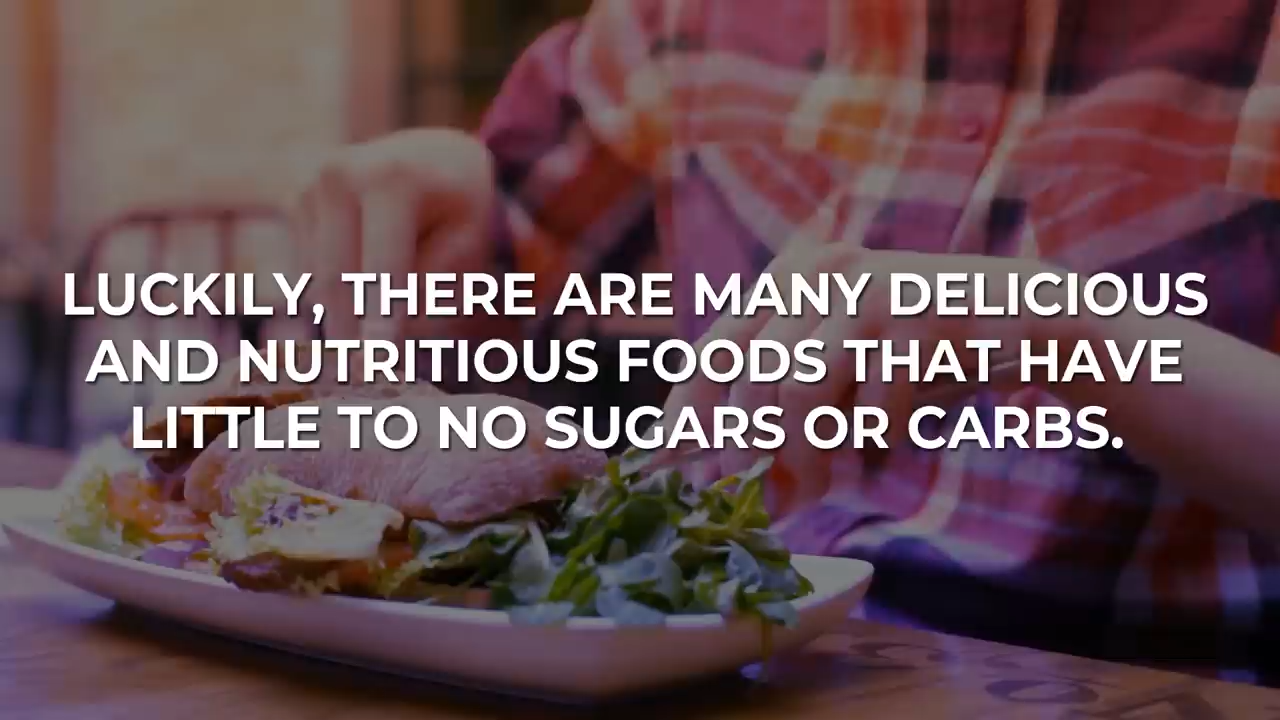 LUCKILY, THERE ARE MANY DELICIOUS
AND NUTRITIOUS FOODS THAT HAVE
LITTLE TO NO SUGARS OR CARBS.